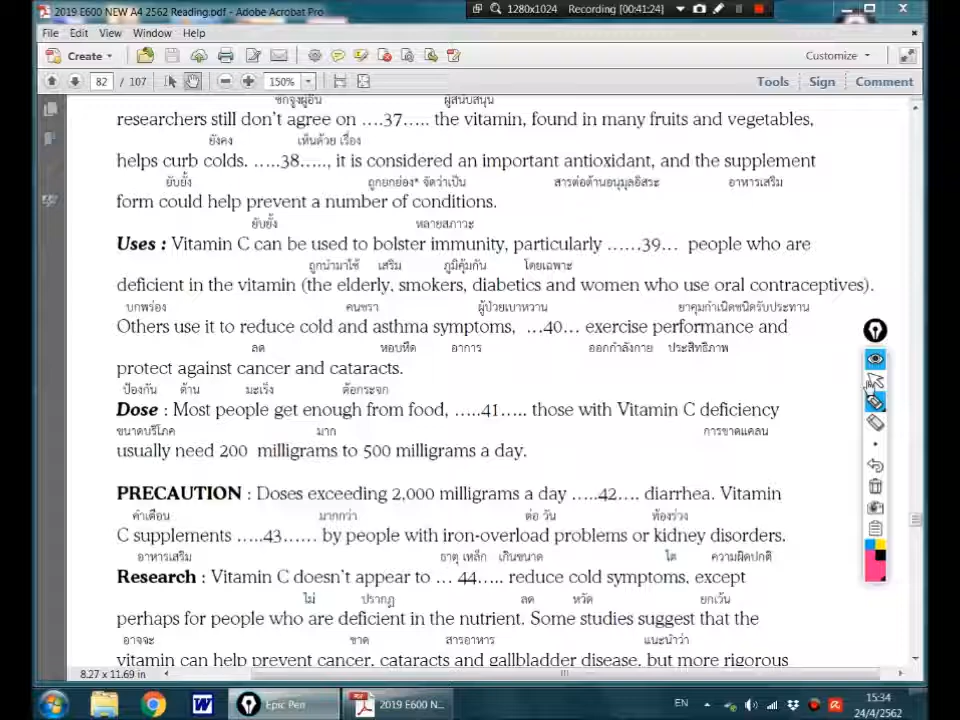 2019 E600 NEW A4 2562 Reading.pdf - Adobe Acrobat Pro
1280x1024 Recording [00:41:24]
File Edit View Window Help
Create Customize
82 / 107 150% Tools Sign Comment
ชักจูงผู้อื่น ผู้สนับสนุน
researchers still don't agree on ....37..... the vitamin, found in many fruits and vegetables,
ยังคง เห็นด้วย เรื่อง
helps curb colds. .....38....., it is considered an important antioxidant, and the supplement
ยับยั้ง ถูกยกย่อง* จัดว่าเป็น สารต่อต้านอนุมูลอิสระ อาหารเสริม
form could help prevent a number of conditions.
ยับยั้ง หลายสภาวะ
Uses : Vitamin C can be used to bolster immunity, particularly ......39... people who are
ถูกนำมาใช้ เสริม ภูมิคุ้มกัน โดยเฉพาะ
deficient in the vitamin (the elderly, smokers, diabetics and women who use oral contraceptives).
บกพร่อง คนชรา ผู้ป่วยเบาหวาน ยาคุมกำเนิดชนิดรับประทาน
Others use it to reduce cold and asthma symptoms, ...40... exercise performance and
ลด หอบหืด อาการ ออกกำลังกาย ประสิทธิภาพ
protect against cancer and cataracts.
ป้องกัน ต้าน มะเร็ง ต้อกระจก
Dose : Most people get enough from food, .....41..... those with Vitamin C deficiency
ขนาดบริโภค มาก การขาดแคลน
usually need 200 milligrams to 500 milligrams a day.
PRECAUTION : Doses exceeding 2,000 milligrams a day .....42.... diarrhea. Vitamin
คำเตือน มากกว่า ต่อ วัน ท้องร่วง
C supplements .....43...... by people with iron-overload problems or kidney disorders.
อาหารเสริม ธาตุ เหล็ก เกินขนาด ไต ความผิดปกติ
Research : Vitamin C doesn't appear to ... 44..... reduce cold symptoms, except
ไม่ ปรากฏ ลด หวัด ยกเว้น
perhaps for people who are deficient in the nutrient. Some studies suggest that the
อาจจะ ขาด สารอาหาร แนะนำว่า
vitamin can help prevent cancer, cataracts and gallbladder disease, but more rigorous
8.27 x 11.69 in
Epic Pen 2019 E600 N... EN 15:34
24/4/2562